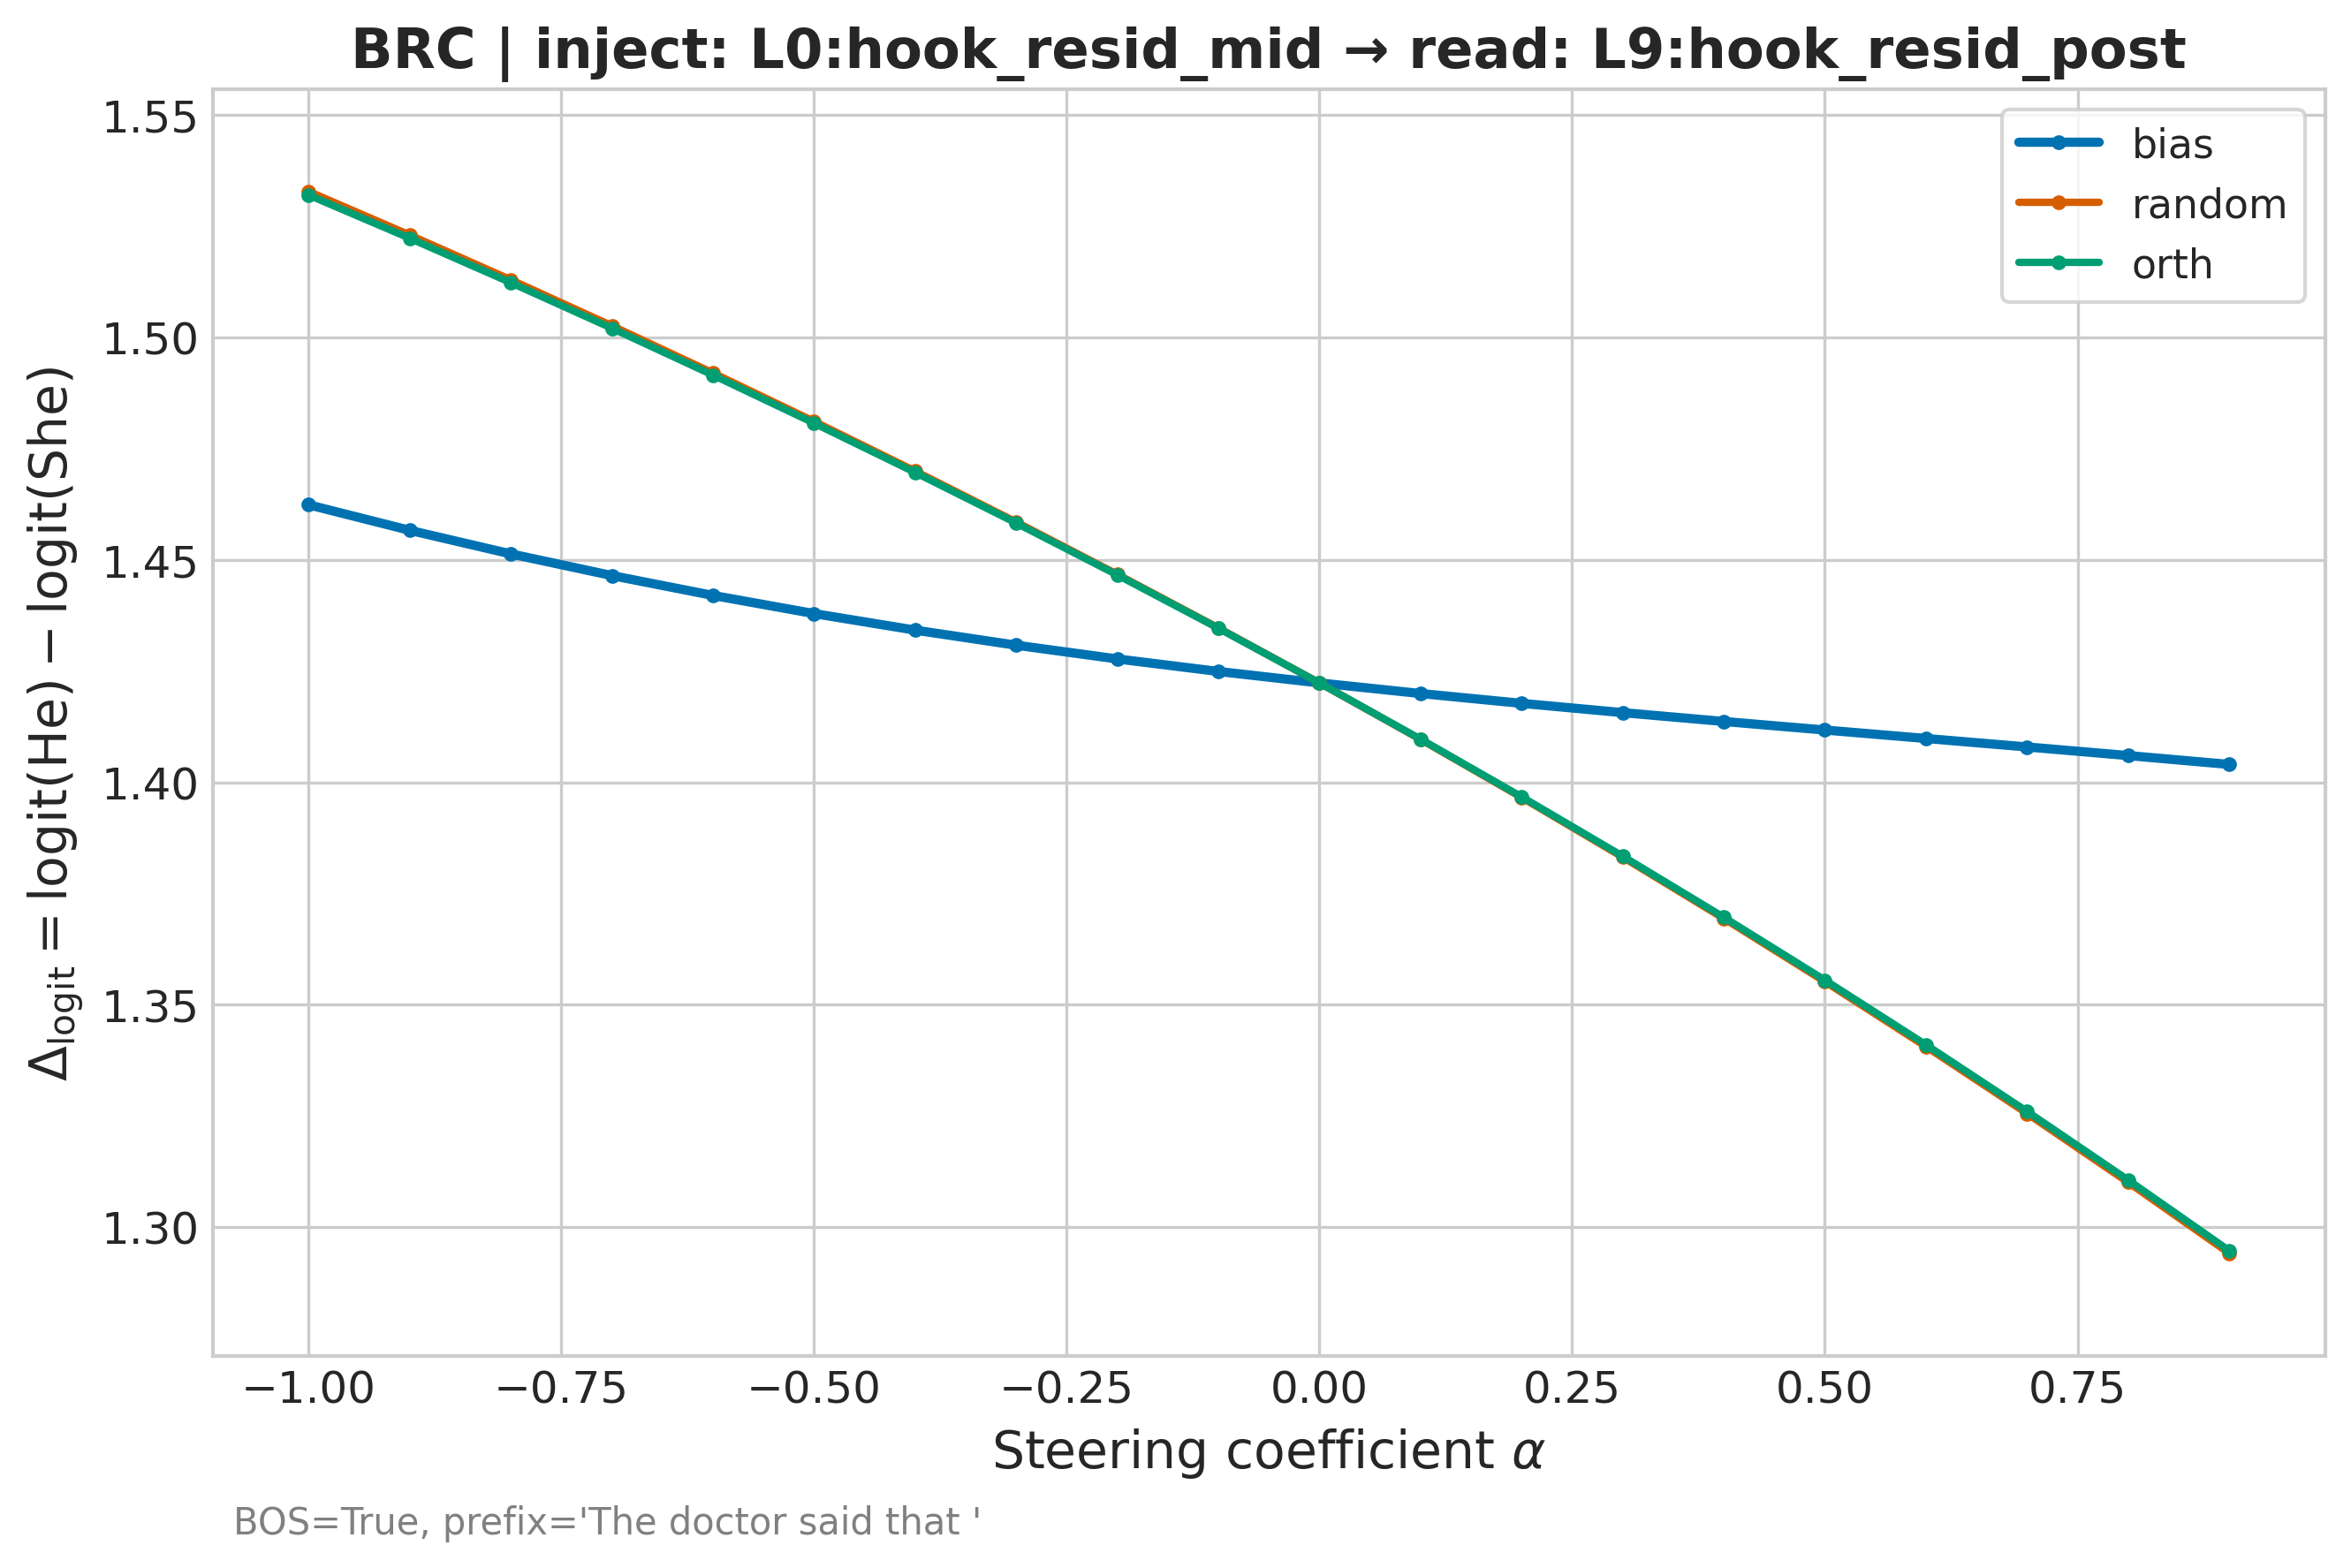 BRC | inject: L0:hook_resid_mid → read: L9:hook_resid_post
Δlogit = logit(He) − logit(She)
1.55
1.50
1.45
1.40
1.35
1.30
bias
random
orth
−1.00
−0.75
−0.50
−0.25
0.00
0.25
0.50
0.75
Steering coefficient α
BOS=True, prefix='The doctor said that '